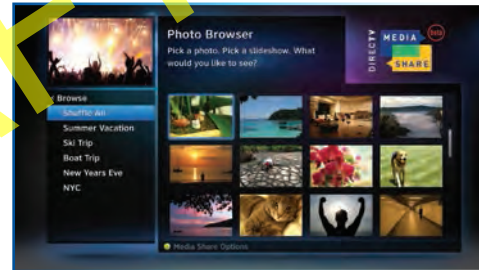 Photo Browser
Pick a photo. Pick a slideshow. What
would you like to see?
DIRECTV
MEDIA
SHARE
beta
Browse
Shuffle All
Summer Vacation
Ski Trip
Boat Trip
New Years Eve
NYC
Media Share Options